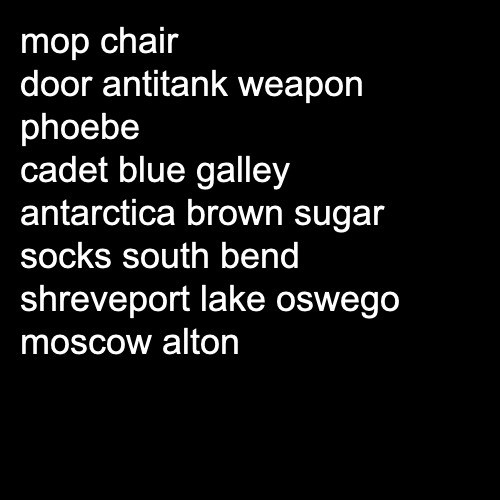 mop chair
door antitank weapon
phoebe
cadet blue galley
antarctica brown sugar
socks south bend
shreveport lake oswego
moscow alton